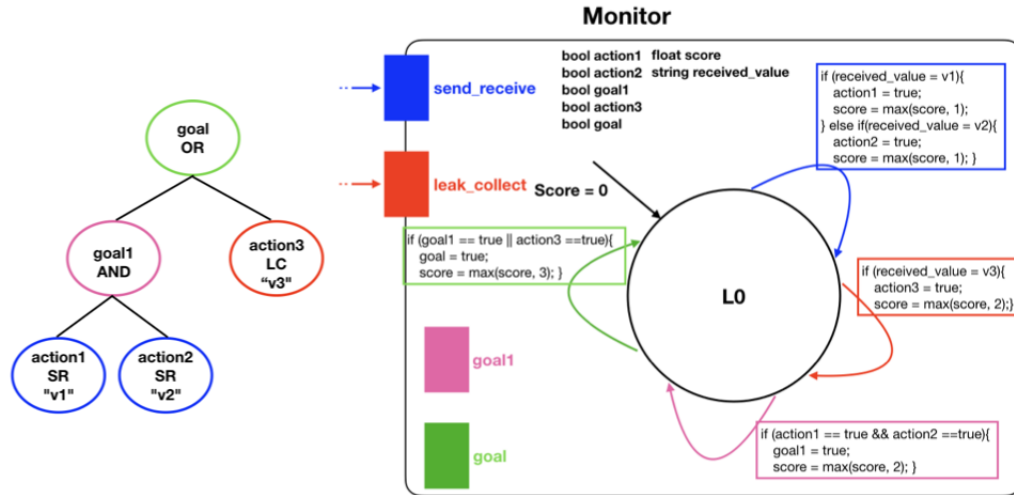 Monitor
bool action1 float score
bool action2 string received_value
bool goal1
bool action3
bool goal
send_receive
leak_collect
Score = 0
if (received_value = v1){
action1 = true;
score = max(score, 1);
} else if(received_value = v2){
action2 = true;
score = max(score, 1); }
goal
OR
goal1
AND
action3
LC
"v3"
action1
SR
"v1"
action2
SR
"v2"
if (goal1 == true || action3 ==true){
goal = true;
score = max(score, 3); }
L0
if (received_value = v3){
action3 = true;
score = max(score, 2);}
goal1
goal
if (action1 == true && action2 ==true){
goal1 = true;
score = max(score, 2); }